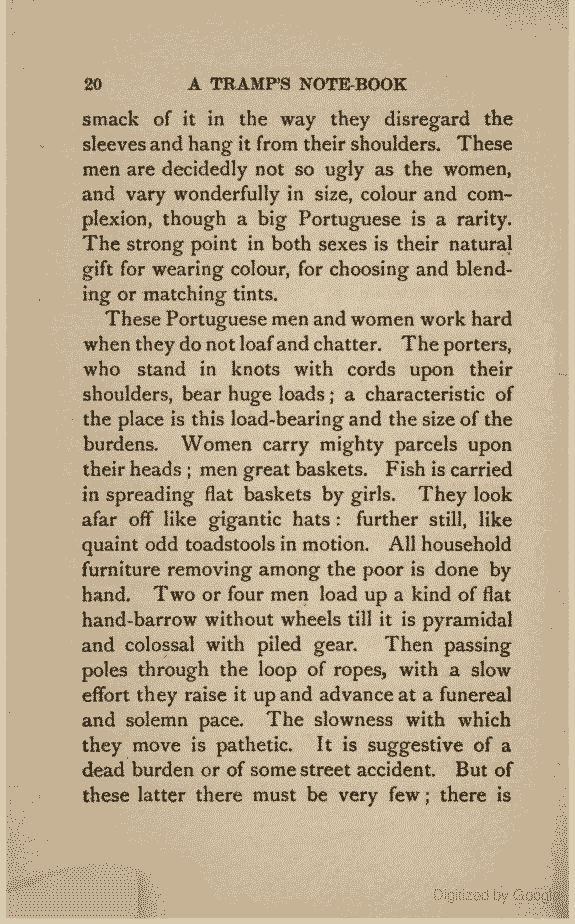 20 A TRAMP'S NOTE-BOOK
smack of it in the way they disregard the
sleeves and hang it from their shoulders. These
men are decidedly not so ugly as the women,
and vary wonderfully in size, colour and com-
plexion, though a big Portuguese is a rarity.
The strong point in both sexes is their natural
gift for wearing colour, for choosing and blend-
ing or matching tints.
These Portuguese men and women work hard
when they do not loaf and chatter. The porters,
who stand in knots with cords upon their
shoulders, bear huge loads; a characteristic of
the place is this load-bearing and the size of the
burdens. Women carry mighty parcels upon
their heads; men great baskets. Fish is carried
in spreading flat baskets by girls. They look
afar off like gigantic hats: further still, like
quaint odd toadstools in motion. All household
furniture removing among the poor is done by
hand. Two or four men load up a kind of flat
hand-barrow without wheels till it is pyramidal
and colossal with piled gear. Then passing
poles through the loop of ropes, with a slow
effort they raise it up and advance at a funereal
and solemn pace. The slowness with which
they move is pathetic. It is suggestive of a
dead burden or of some street accident. But of
these latter there must be very few; there is
Digitized by Google